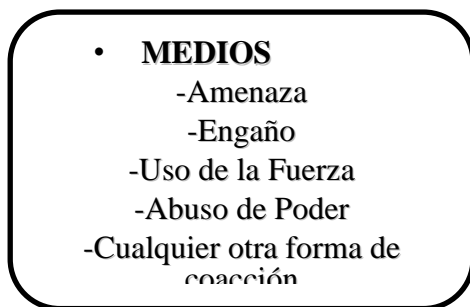 • MEDIOS
-Amenaza
-Engaño
-Uso de la Fuerza
-Abuso de Poder
-Cualquier otra forma de
coacción